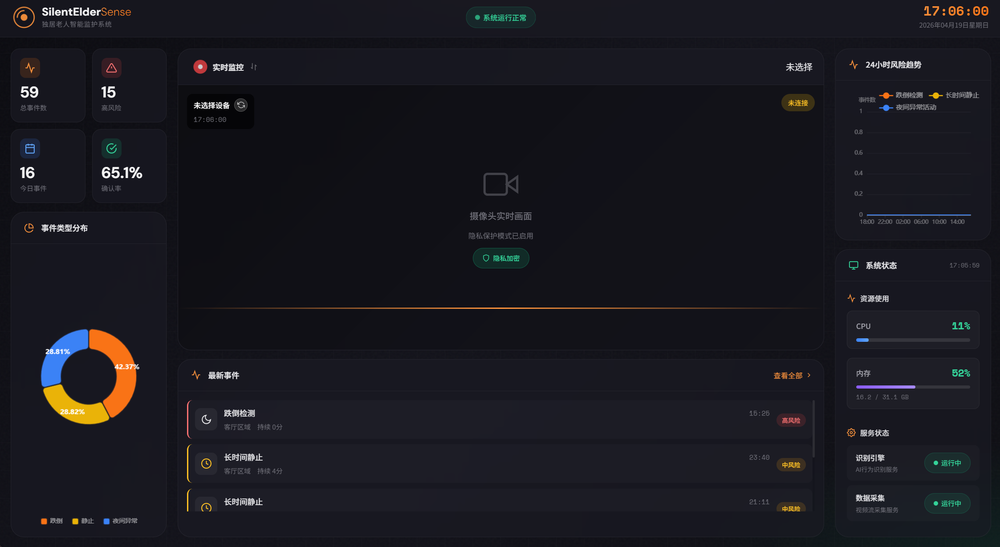 SilentElderSense
独居老人智能监护系统
系统运行正常
17:06:00
2026年04月19日星期日
59
总事件数
15
高风险
16
今日事件
65.1%
确认率
事件类型分布
28.81%
42.37%
28.82%
跌倒
静止
夜间异常
实时监控
未选择
未选择设备
17:06:00
未连接
摄像头实时画面
隐私保护模式已启用
隐私加密
最新事件
查看全部
跌倒检测
客厅区域 持续 0分
15:25
高风险
长时间静止
客厅区域 持续 4分
23:40
中风险
长时间静止
21:11
中风险
24小时风险趋势
事件数
跌倒检测
长时间静止
夜间异常活动
1
0.8
0.6
0.4
0.2
0
18:00 22:00 02:00 06:00 10:00 14:00
系统状态
17:05:59
资源使用
CPU
11%
内存
52%
16.2 / 31.1 GB
服务状态
识别引擎
AI行为识别服务
运行中
数据采集
视频流采集服务
运行中